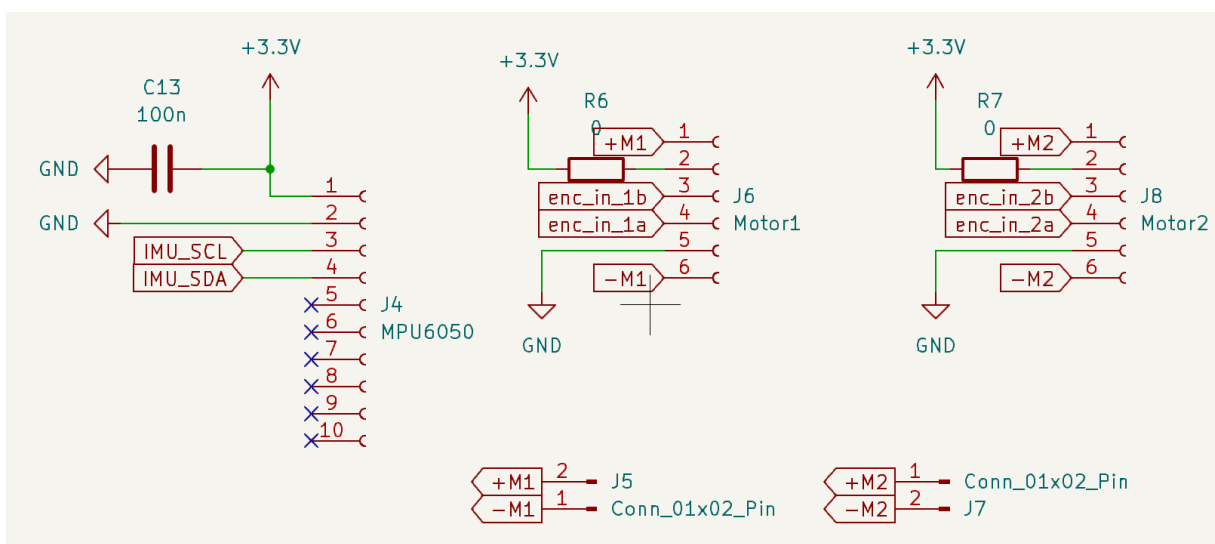 +3.3V
C13
100n
GND
1
GND
2
IMU_SCL
3
IMU_SDA
4
5
J4
6
MPU6050
7
8
9
10
+3.3V
R6
0
+M1
1
2
enc_in_1b
3
J6
enc_in_1a
4
Motor1
5
-M1
6
GND
+3.3V
R7
0
+M2
1
2
enc_in_2b
3
J8
enc_in_2a
4
Motor2
5
-M2
6
GND
+M1
2
J5
-M1
1
Conn_01x02_Pin
+M2
1
Conn_01x02_Pin
-M2
2
J7